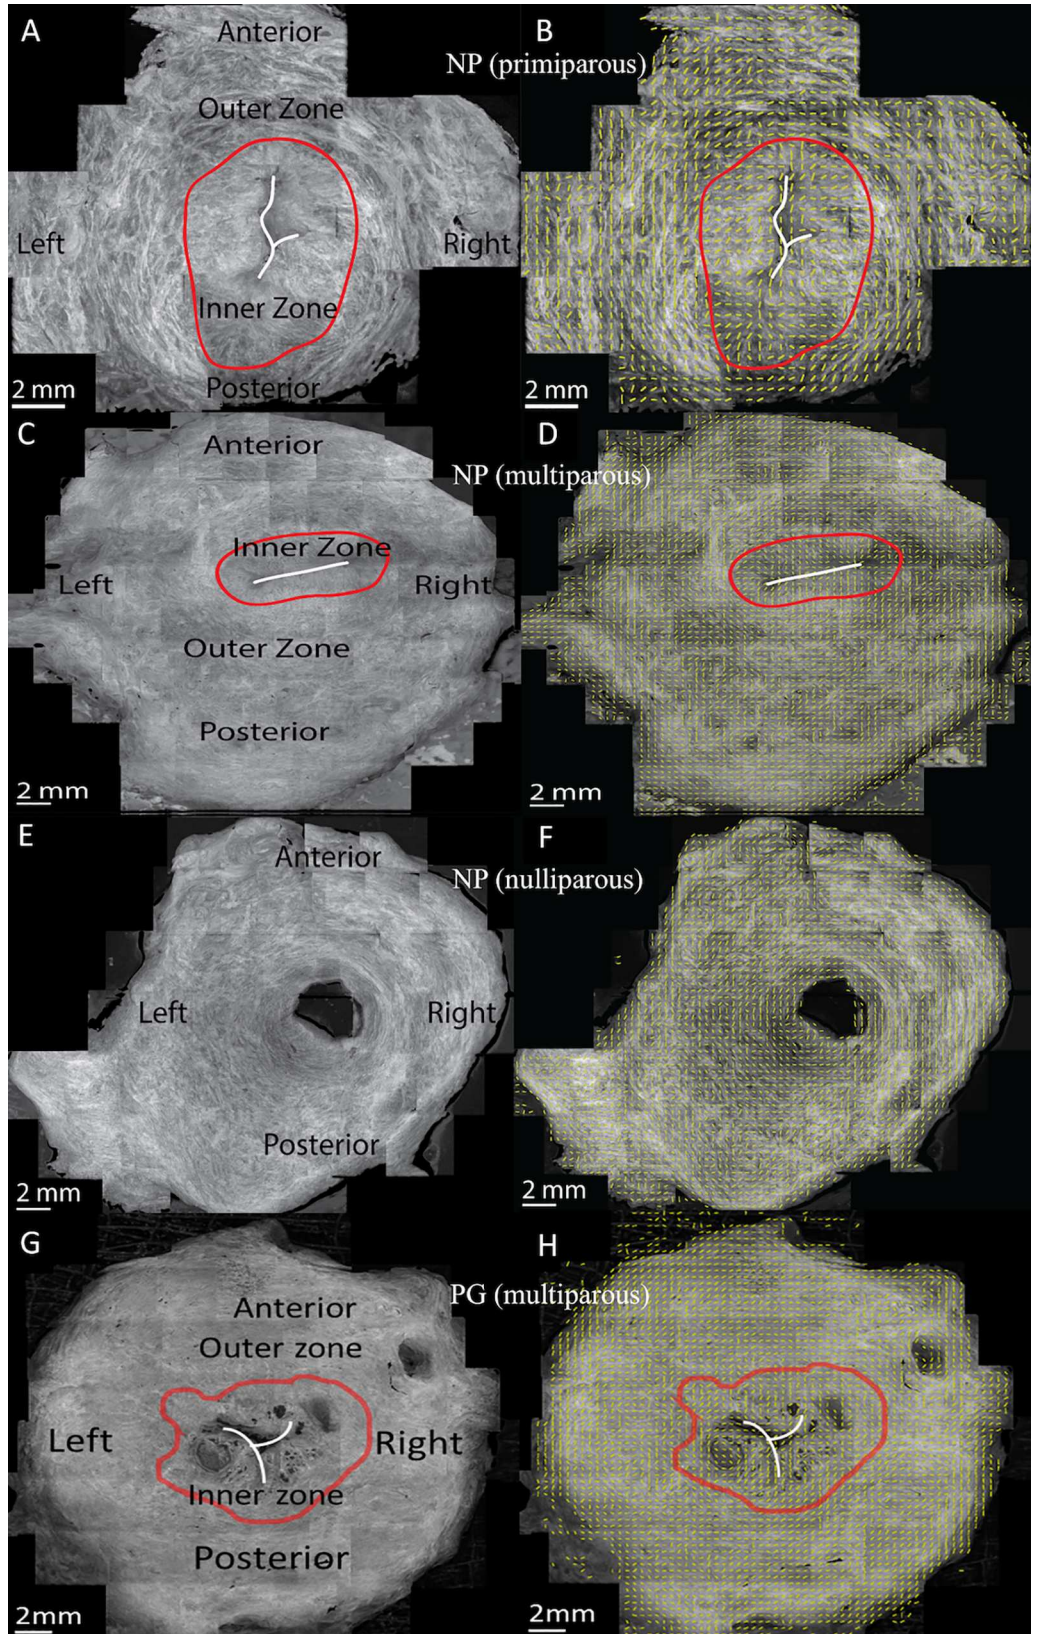 A
Anterior
B
NP (primiparous)
Outer Zone
Left
Right
Inner Zone
Posterior
2 mm
2 mm
C
Anterior
D
NP (multiparous)
Inner Zone
Left
Right
Outer Zone
Posterior
2 mm
2 mm
E
Anterior
F
NP (nulliparous)
Left
Right
Posterior
2 mm
2 mm
G
H
Anterior
PG (multiparous)
Outer zone
Left
Right
Inner zone
Posterior
2mm
2mm